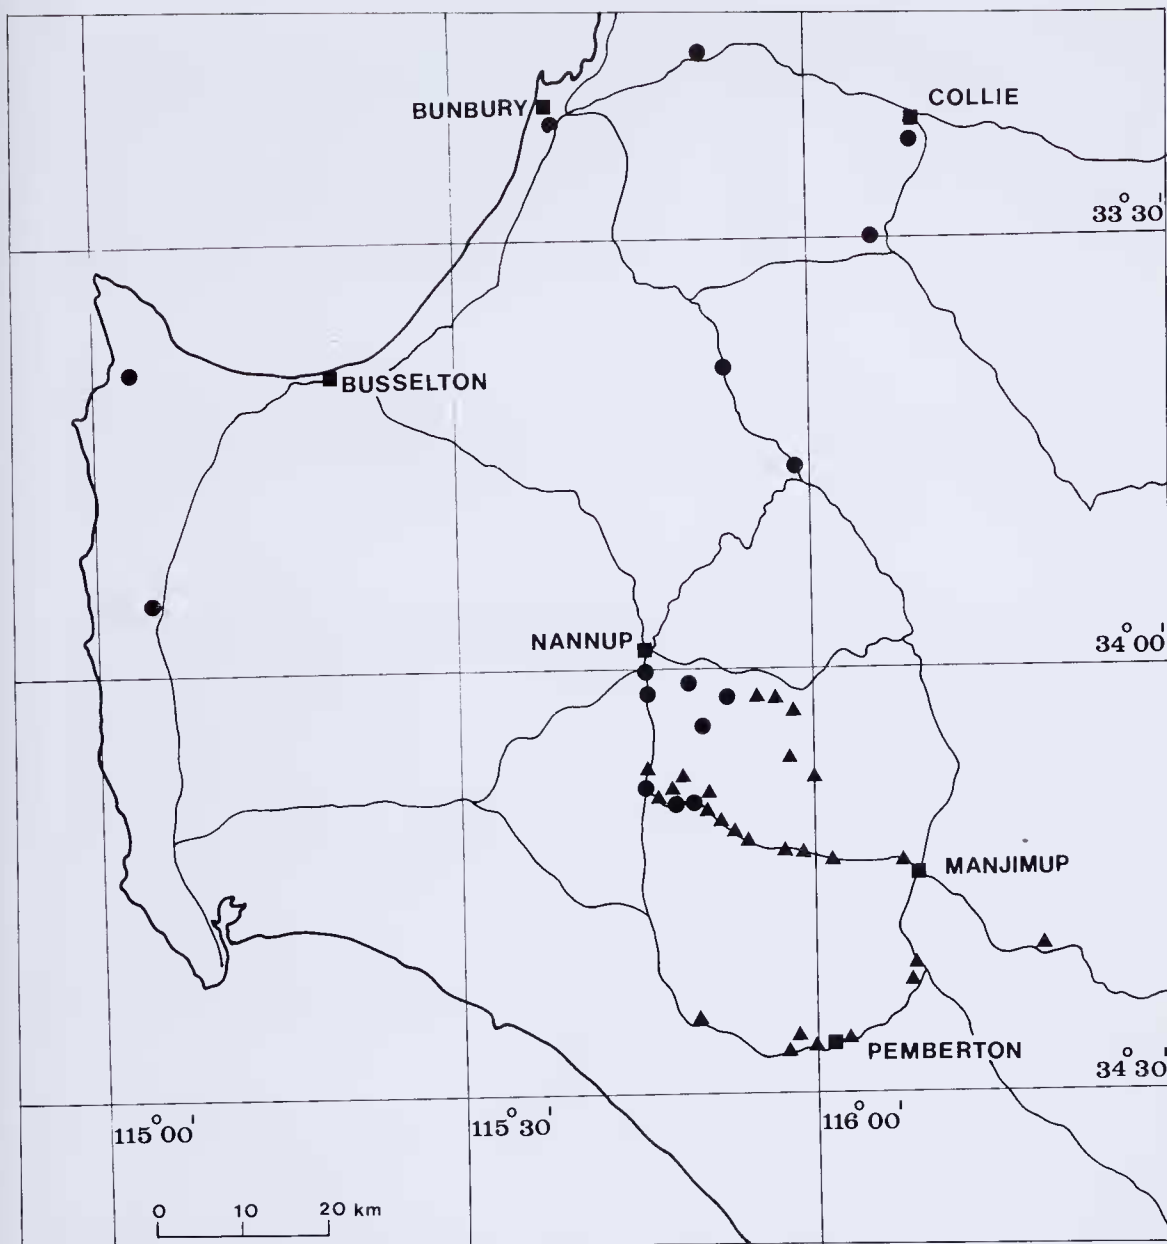 COLLIE
BUNBURY
33° 30'
BUSSELTON
NANNUP
34° 00'
MANJIMUP
PEMBERTON
34° 30'
115° 00'
115° 30'
116° 00'
0 10 20 km